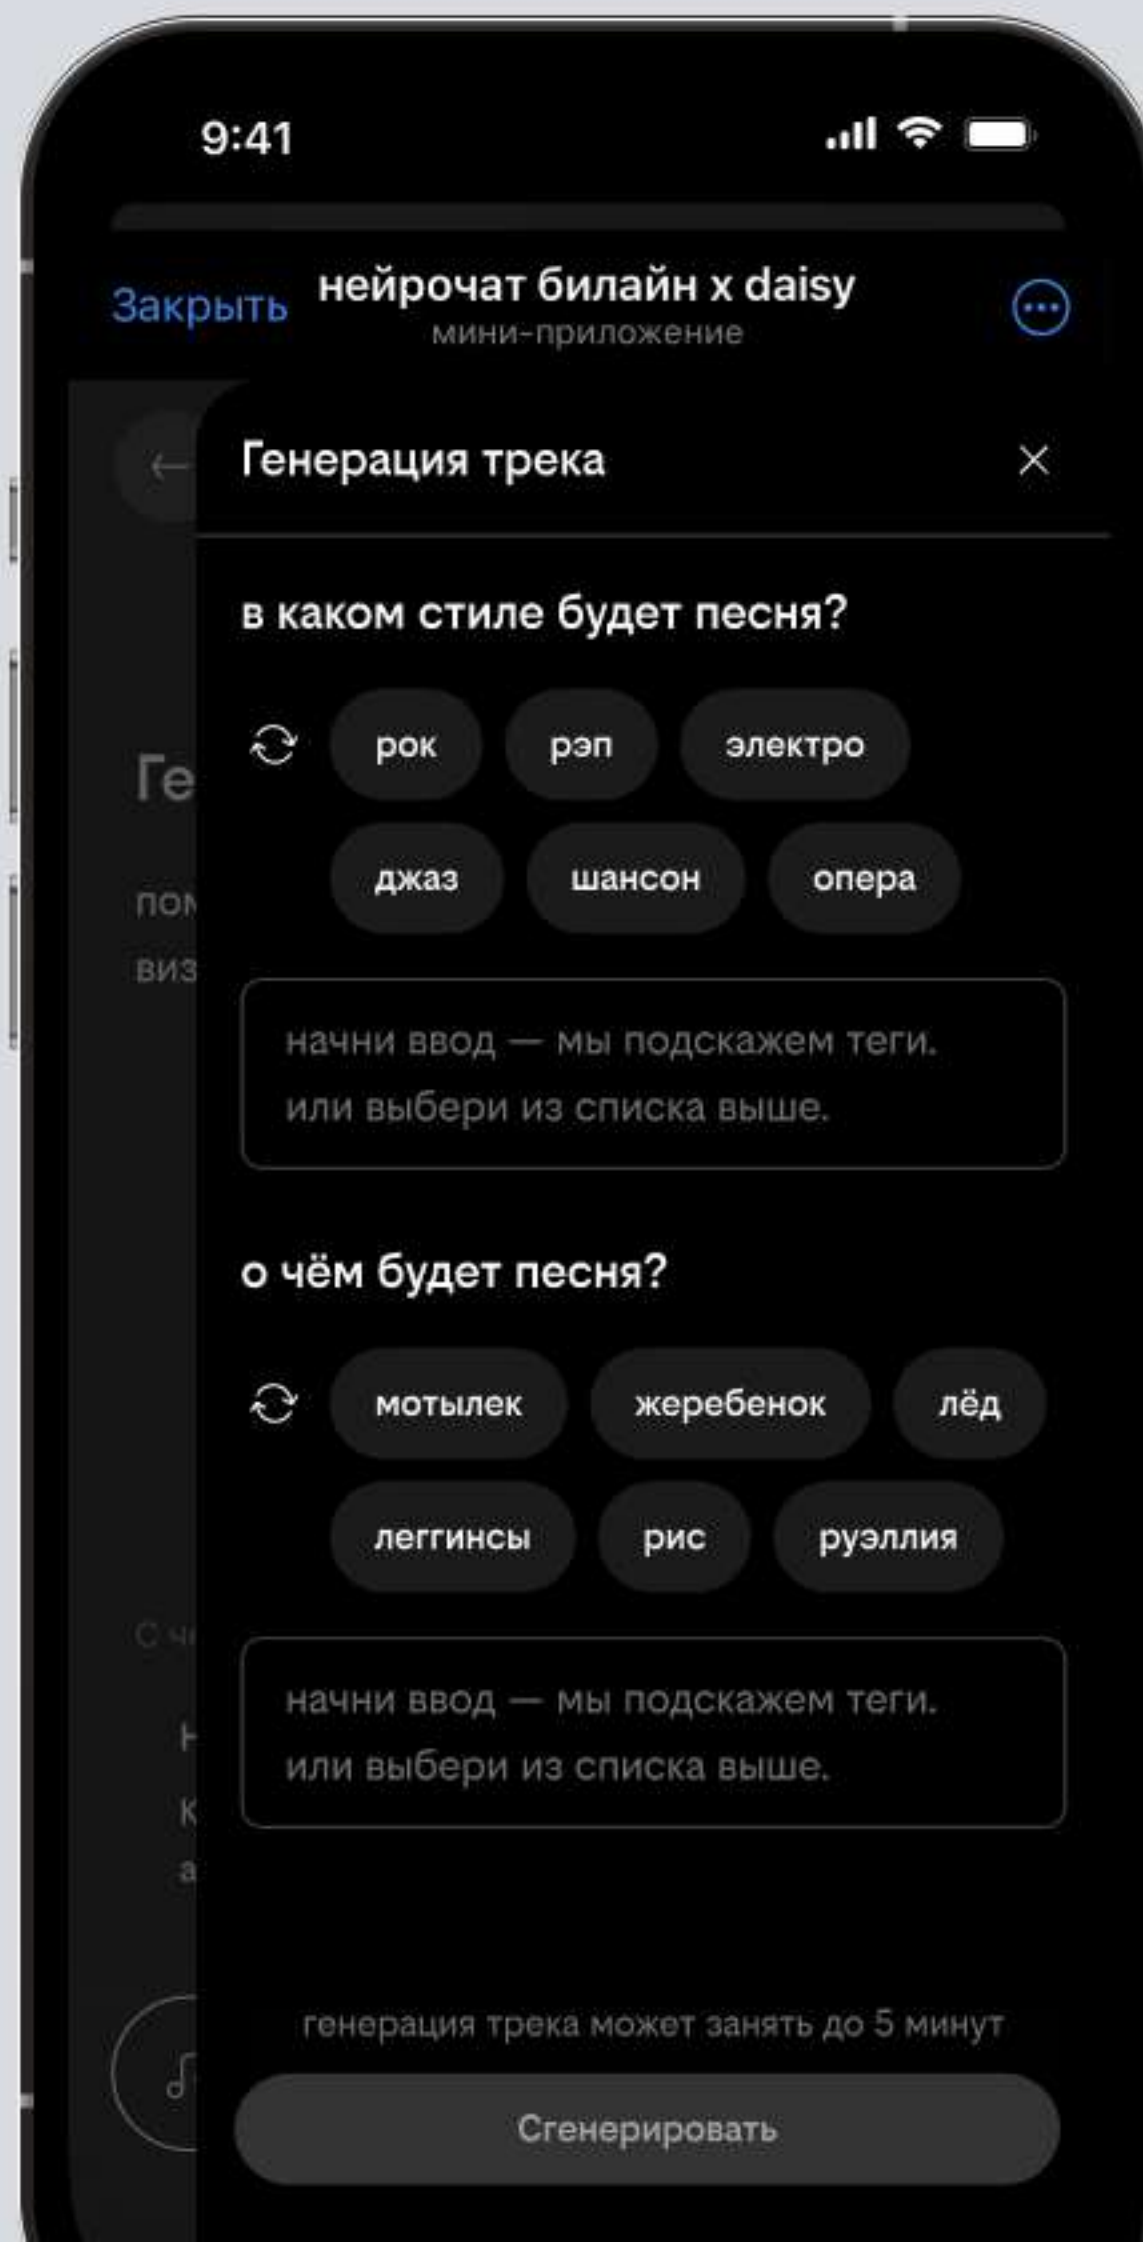 9:41
Закрыть
нейрочат билайн x daisy
мини-приложение
Генерация трека
в каком стиле будет песня?
рок рэп электро
джаз шансон опера
начни ввод — мы подскажем теги.
или выбери из списка выше.
о чём будет песня?
мотылек жеребенок лёд
леггинсы рис руэллия
начни ввод — мы подскажем теги.
или выбери из списка выше.
генерация трека может занять до 5 минут
Сгенерировать